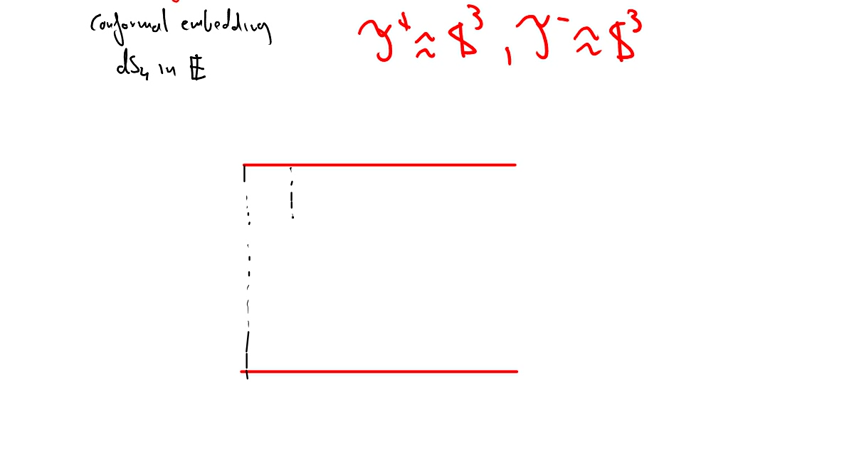 conformal embedding
dS₄ in 𝔼
𝒥⁺ ≈ 𝕊³, 𝒥⁻ ≈ 𝕊³